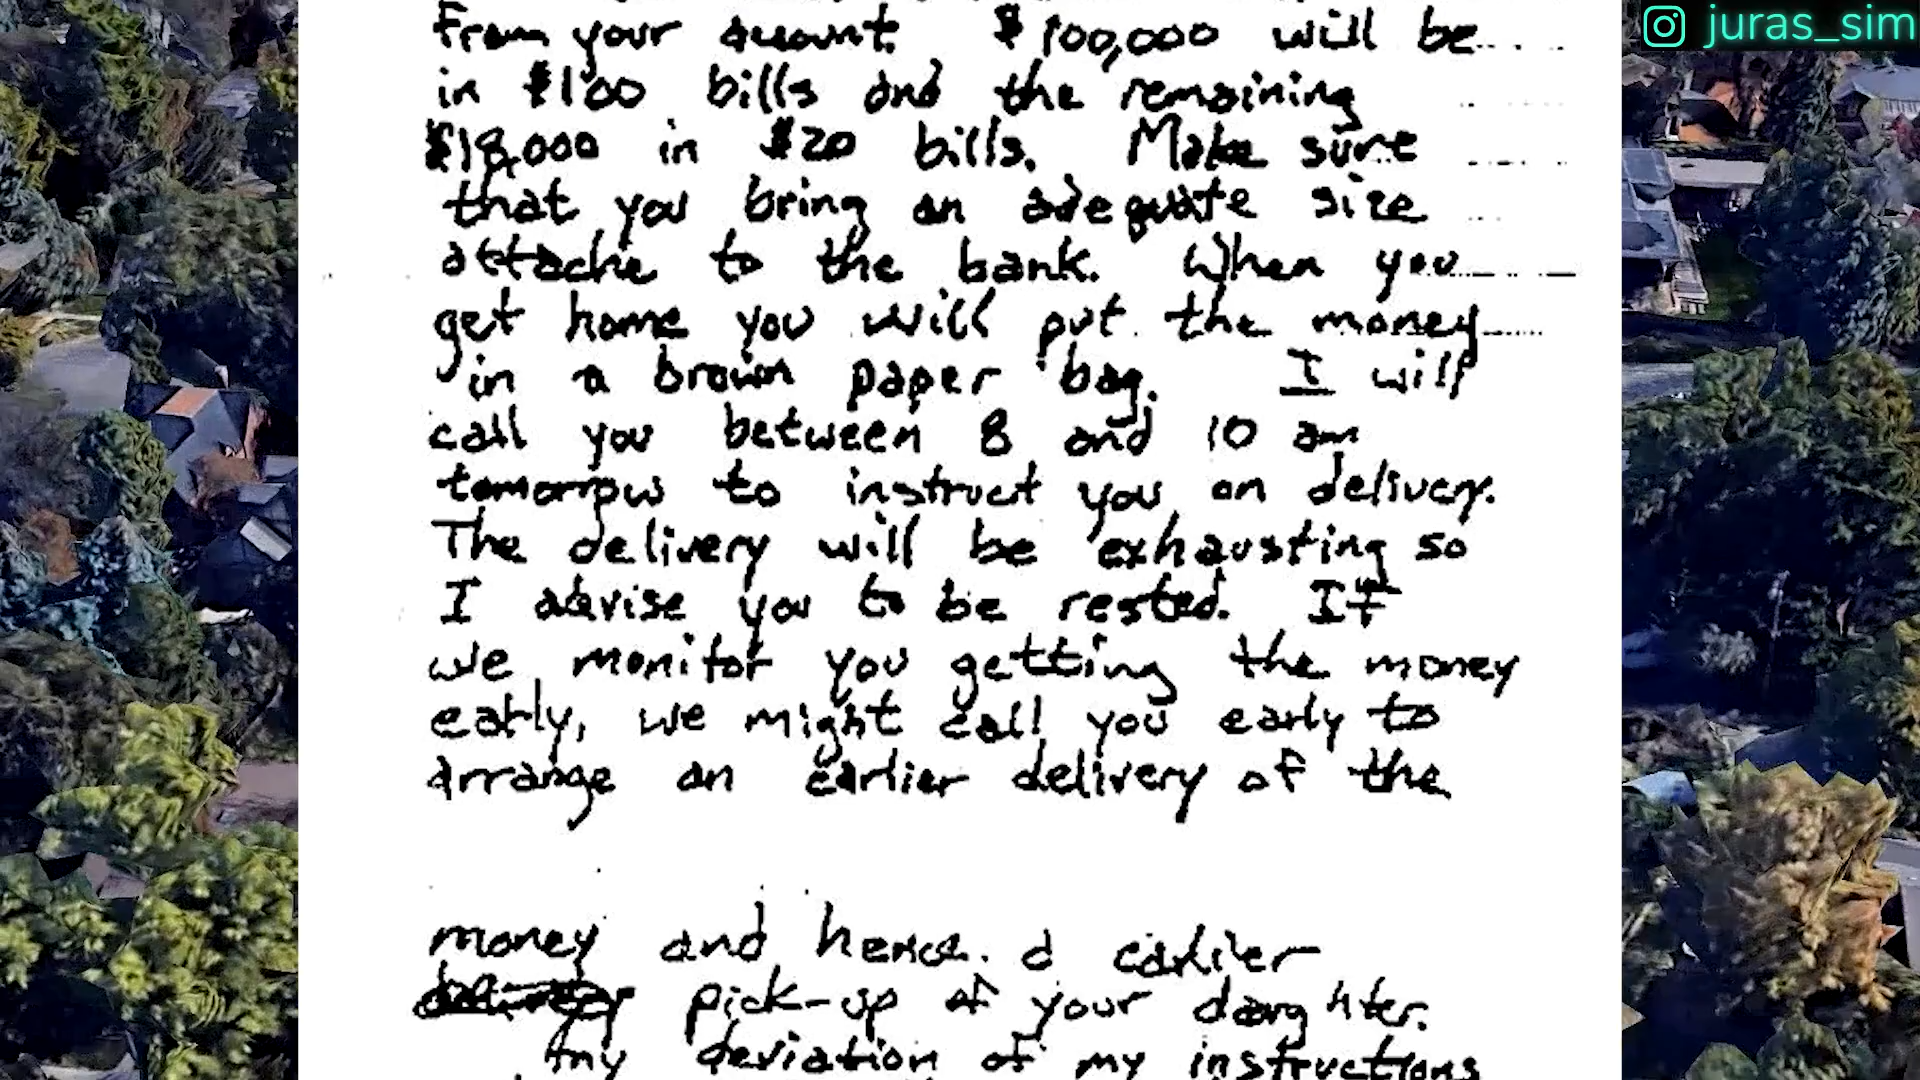 juras_sim
From your account. $100,000 will be
in $100 bills and the remaining
$18,000 in $20 bills. Make sure
that you bring an adequate size
attache to the bank. When you
get home you will put the money
in a brown paper bag. I will
call you between 8 and 10 am
tomorrow to instruct you on delivery.
The delivery will be exhausting so
I advise you to be rested. If
we monitor you getting the money
early, we might call you early to
arrange an earlier delivery of the
money and hence a earlier
pick-up of your daughter.
Any deviation of my instructions